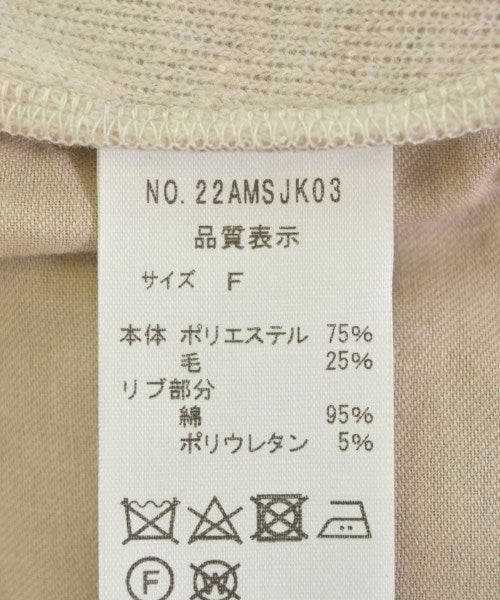 NO. 22AMSJK03
品質表示
サイズ F
本体 ポリエステル 75%
毛 25%
リブ部分
綿 95%
ポリウレタン 5%
F W